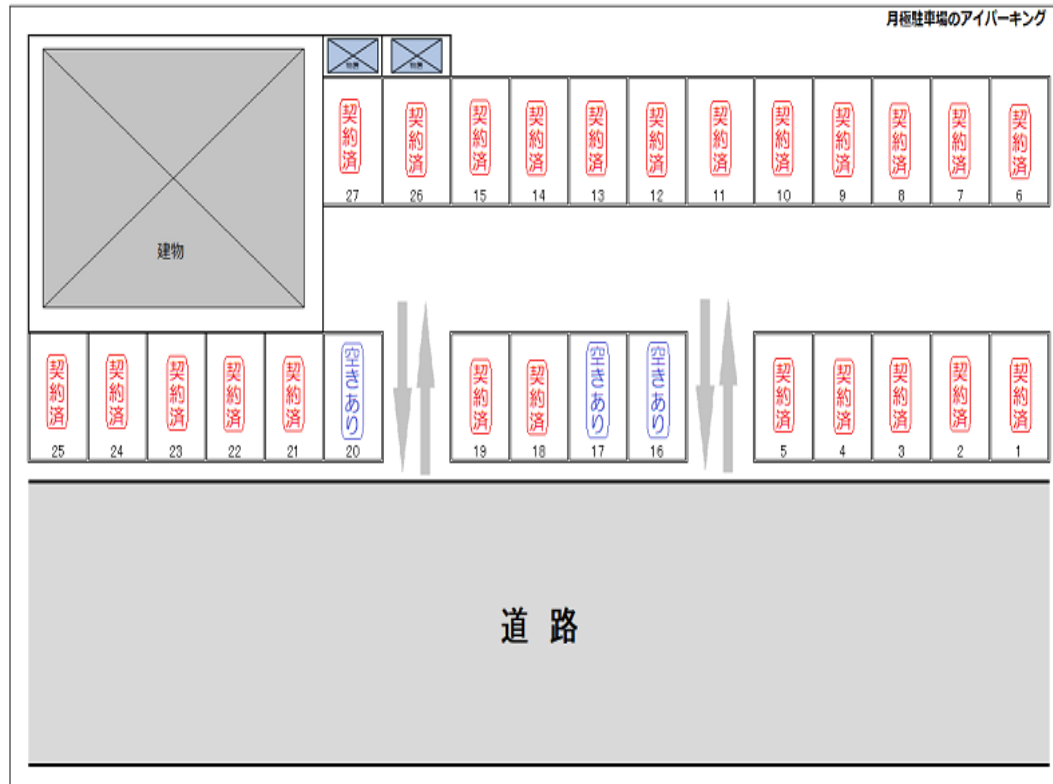 月極駐車場のアイパーキング
契約済 契約済 契約済 契約済 契約済 契約済 契約済 契約済 契約済 契約済 契約済 契約済
27 26 15 14 13 12 11 10 9 8 7 6
建物
契約済 契約済 契約済 契約済 契約済 空きあり 契約済 契約済 空きあり 空きあり 契約済 契約済 契約済 契約済 契約済
25 24 23 22 21 20 19 18 17 16 5 4 3 2 1
道路